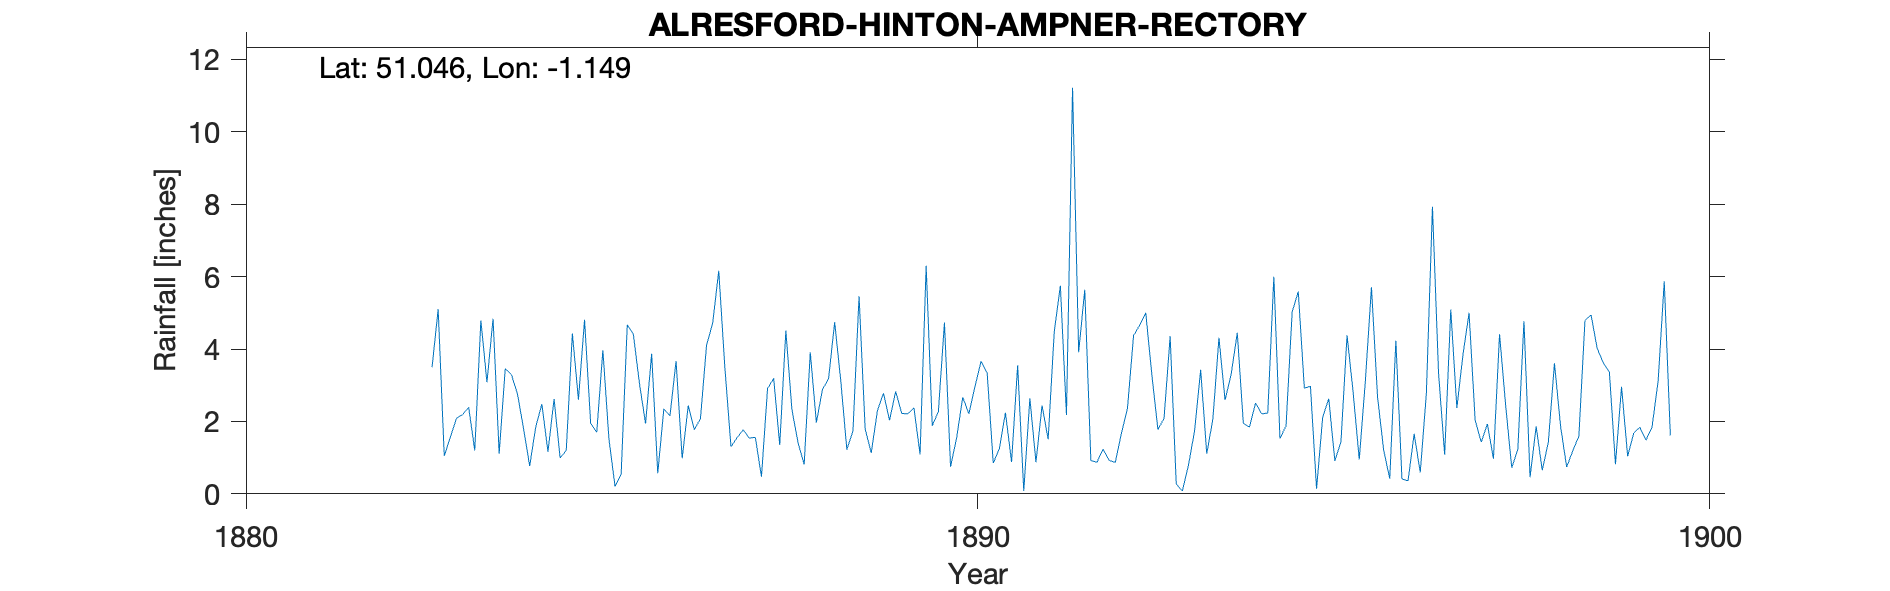 ALRESFORD-HINTON-AMPNER-RECTORY
Lat: 51.046, Lon: -1.149
12
10
8
6
4
2
0
Rainfall [inches]
1880 1890 1900
Year